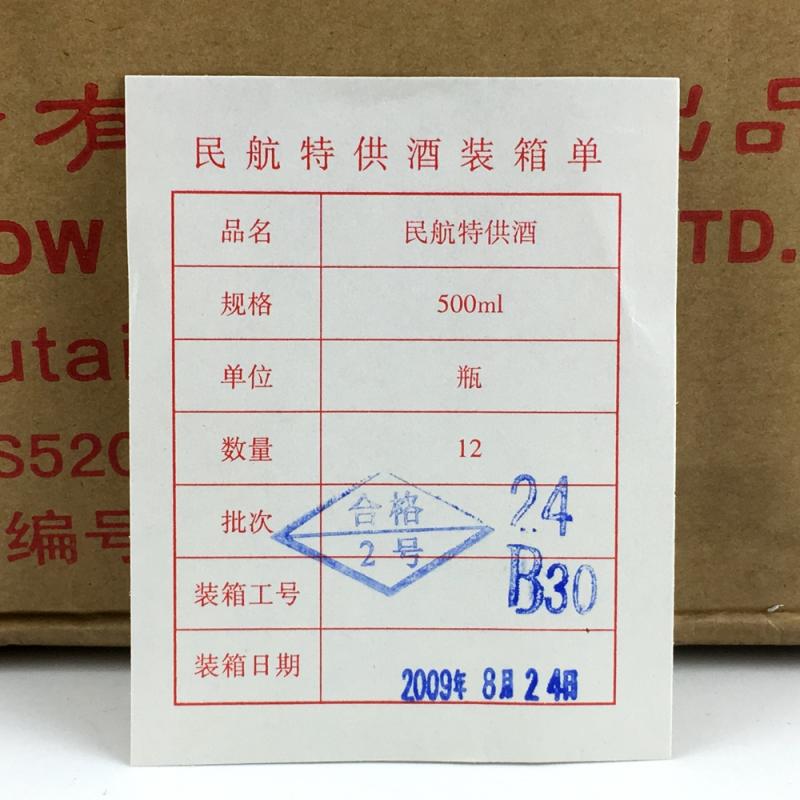 有
品
OW
TD.
utai
S520
编号
民航特供酒装箱单
品名 民航特供酒
规格 500ml
单位 瓶
数量 12
批次 24
合格
2号
装箱工号 B30
装箱日期 2009年8月24日